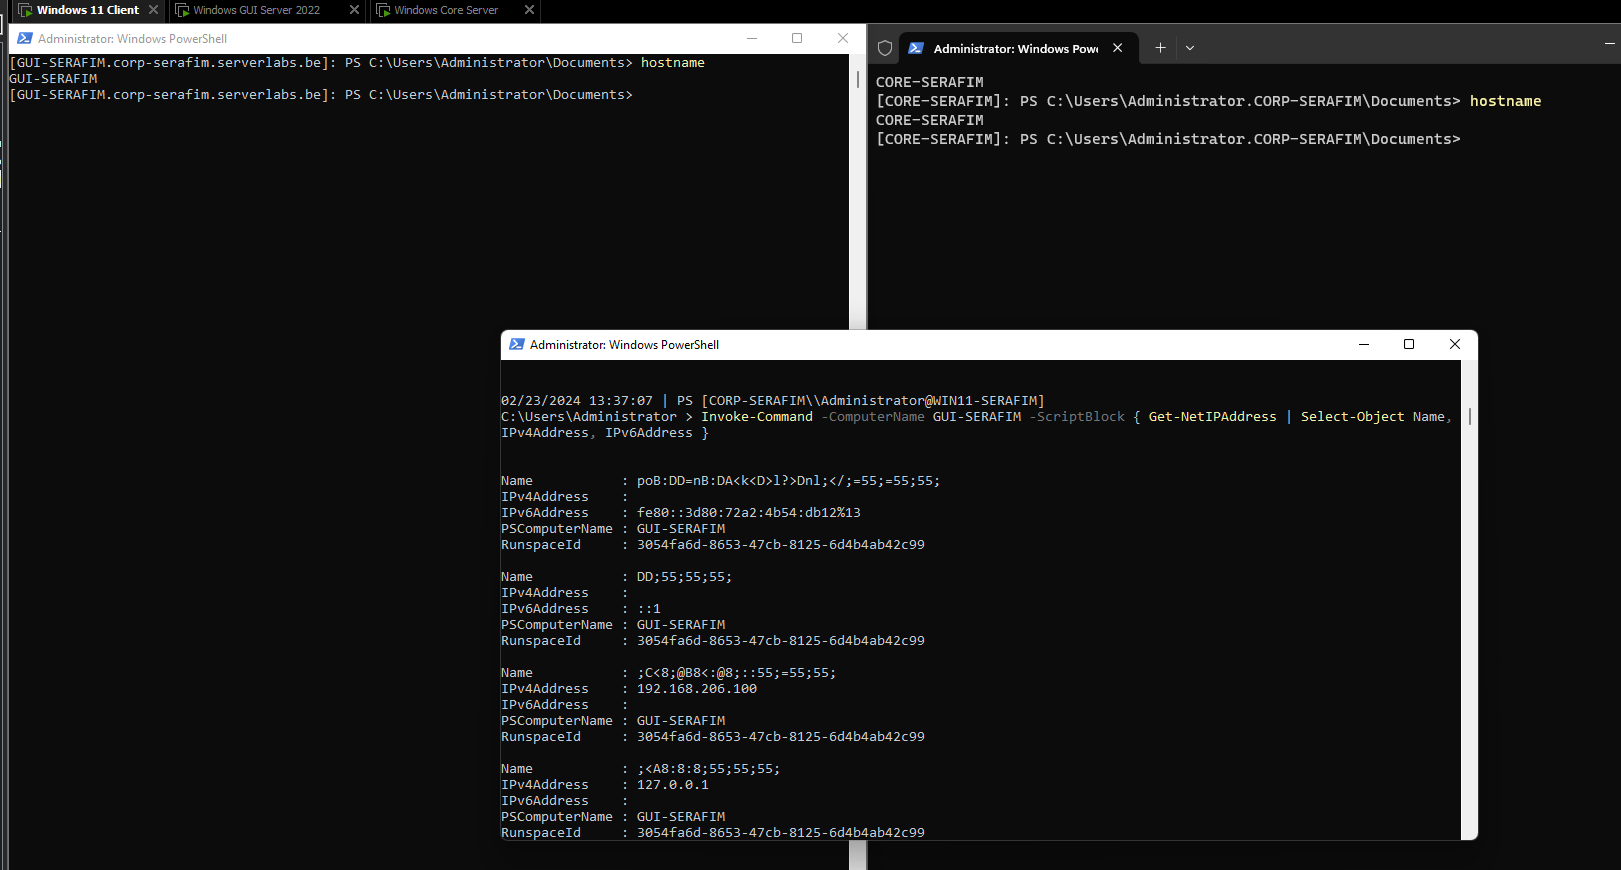 Windows 11 Client
Windows GUI Server 2022
Windows Core Server
Administrator: Windows PowerShell
[GUI-SERAFIM.corp-serafim.serverlabs.be]: PS C:\Users\Administrator\Documents> hostname
GUI-SERAFIM
[GUI-SERAFIM.corp-serafim.serverlabs.be]: PS C:\Users\Administrator\Documents>
Administrator: Windows Powe
CORE-SERAFIM
[CORE-SERAFIM]: PS C:\Users\Administrator.CORP-SERAFIM\Documents> hostname
CORE-SERAFIM
[CORE-SERAFIM]: PS C:\Users\Administrator.CORP-SERAFIM\Documents>
Administrator: Windows PowerShell
02/23/2024 13:37:07 | PS [CORP-SERAFIM\\Administrator@WIN11-SERAFIM]
C:\Users\Administrator > Invoke-Command -ComputerName GUI-SERAFIM -ScriptBlock { Get-NetIPAddress | Select-Object Name,
IPv4Address, IPv6Address }
Name           : poB:DD=nB:DA<k<D>l?>Dnl;</;=55;=55;55;
IPv4Address    :
IPv6Address    : fe80::3d80:72a2:4b54:db12%13
PSComputerName : GUI-SERAFIM
RunspaceId     : 3054fa6d-8653-47cb-8125-6d4b4ab42c99
Name           : DD;55;55;55;
IPv4Address    :
IPv6Address    : ::1
PSComputerName : GUI-SERAFIM
RunspaceId     : 3054fa6d-8653-47cb-8125-6d4b4ab42c99
Name           : ;C<8;@B8<:@8;::55;=55;55;
IPv4Address    : 192.168.206.100
IPv6Address    :
PSComputerName : GUI-SERAFIM
RunspaceId     : 3054fa6d-8653-47cb-8125-6d4b4ab42c99
Name           : ;<A8:8:8;55;55;55;
IPv4Address    : 127.0.0.1
IPv6Address    :
PSComputerName : GUI-SERAFIM
RunspaceId     : 3054fa6d-8653-47cb-8125-6d4b4ab42c99